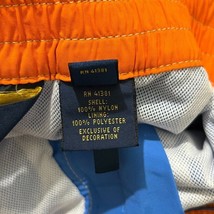 RN 41381
RN 41381
SHELL:
100% NYLON
LINING:
100% POLYESTER
EXCLUSIVE OF
DECORATION